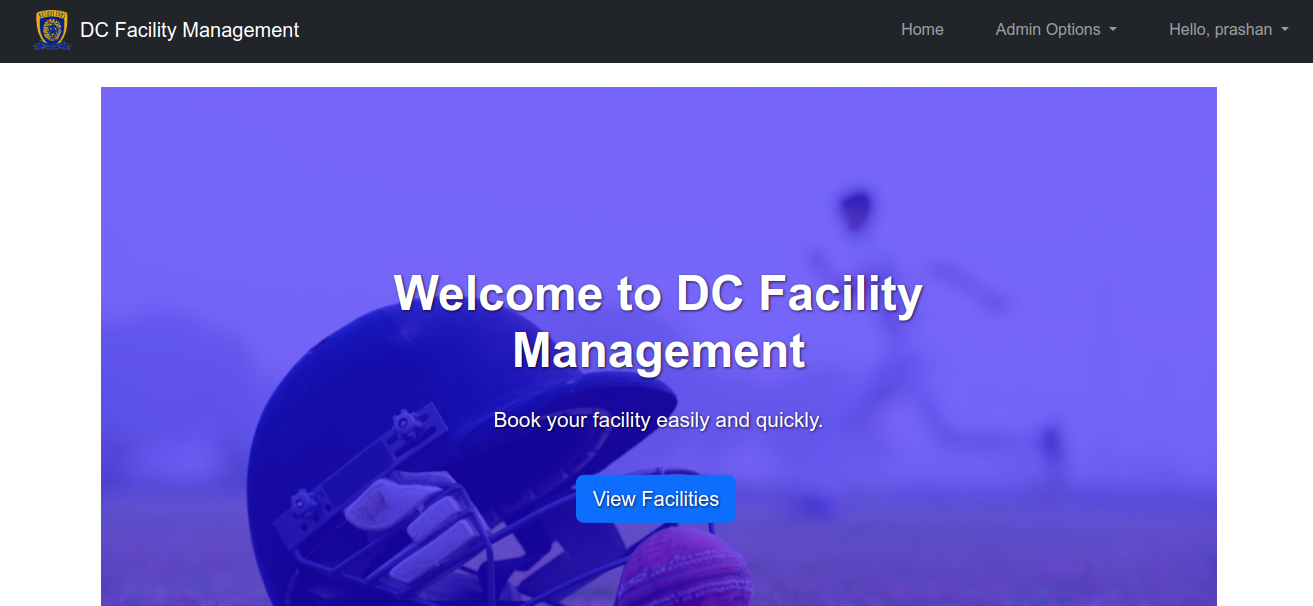 DC Facility Management
Home
Admin Options
Hello, prashan
Welcome to DC Facility
Management
Book your facility easily and quickly.
View Facilities